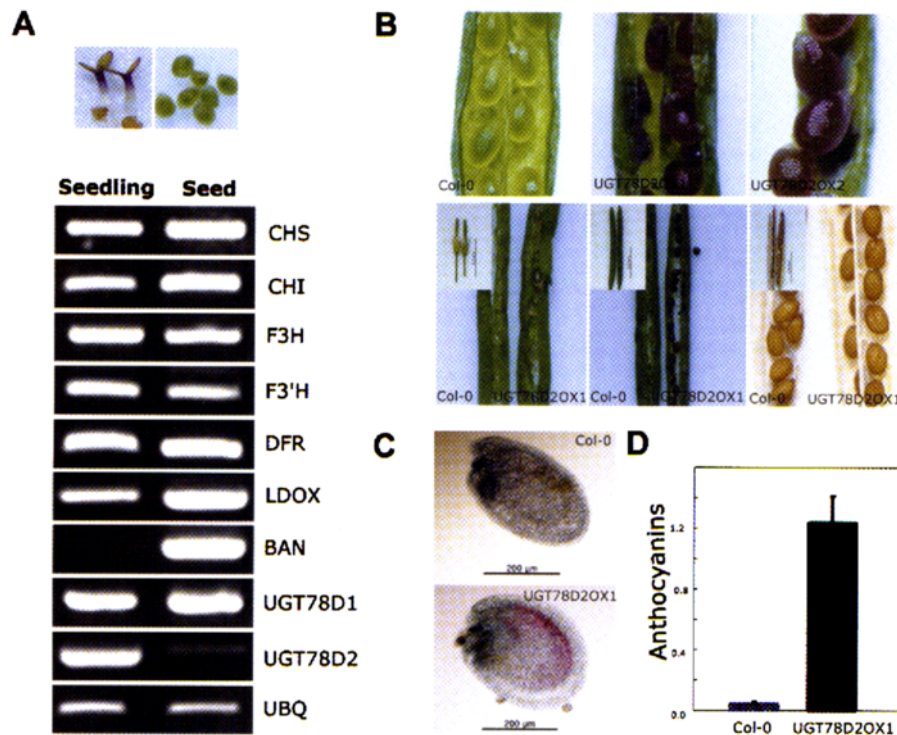 A
Seedling Seed
CHS
CHI
F3H
F3'H
DFR
LDOX
BAN
UGT78D1
UGT78D2
UBQ
B
Col-0
UGT78D2OX2
Col-0 UGT78D2OX1
Col-0 UGT78D2OX1
Col-0 UGT78D2OX1
C
Col-0
200 µm
UGT78D2OX1
200 µm
D
Anthocyanins
1.2
0.8
0.4
0.0
Col-0 UGT78D2OX1